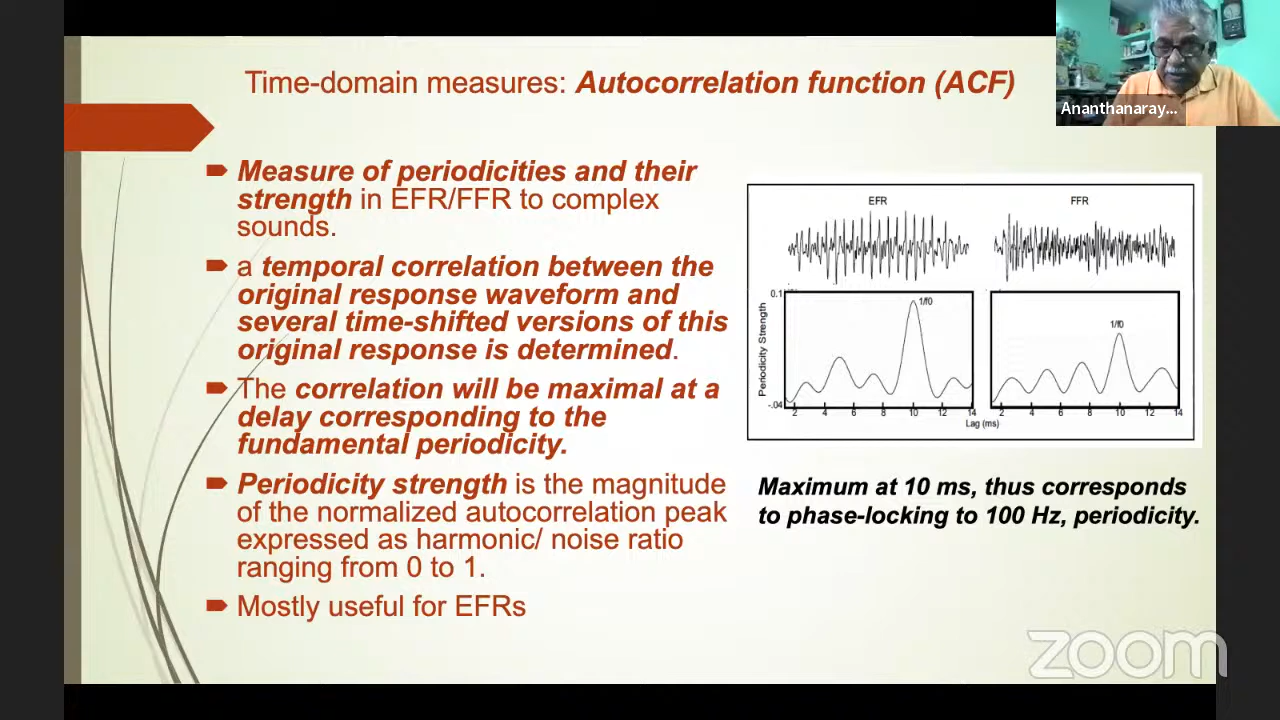 Time-domain measures: Autocorrelation function (ACF)
Ananthanaray...
Measure of periodicities and their
strength in EFR/FFR to complex
sounds.
a temporal correlation between the
original response waveform and
several time-shifted versions of this
original response is determined.
The correlation will be maximal at a
delay corresponding to the
fundamental periodicity.
Periodicity strength is the magnitude
of the normalized autocorrelation peak
expressed as harmonic/ noise ratio
ranging from 0 to 1.
Mostly useful for EFRs
EFR FFR
0.1
1/f0
1/f0
Periodicity Strength
-.04
2 4 6 8 10 12 14 2 4 6 8 10 12 14
Lag (ms)
Maximum at 10 ms, thus corresponds
to phase-locking to 100 Hz, periodicity.
zoom